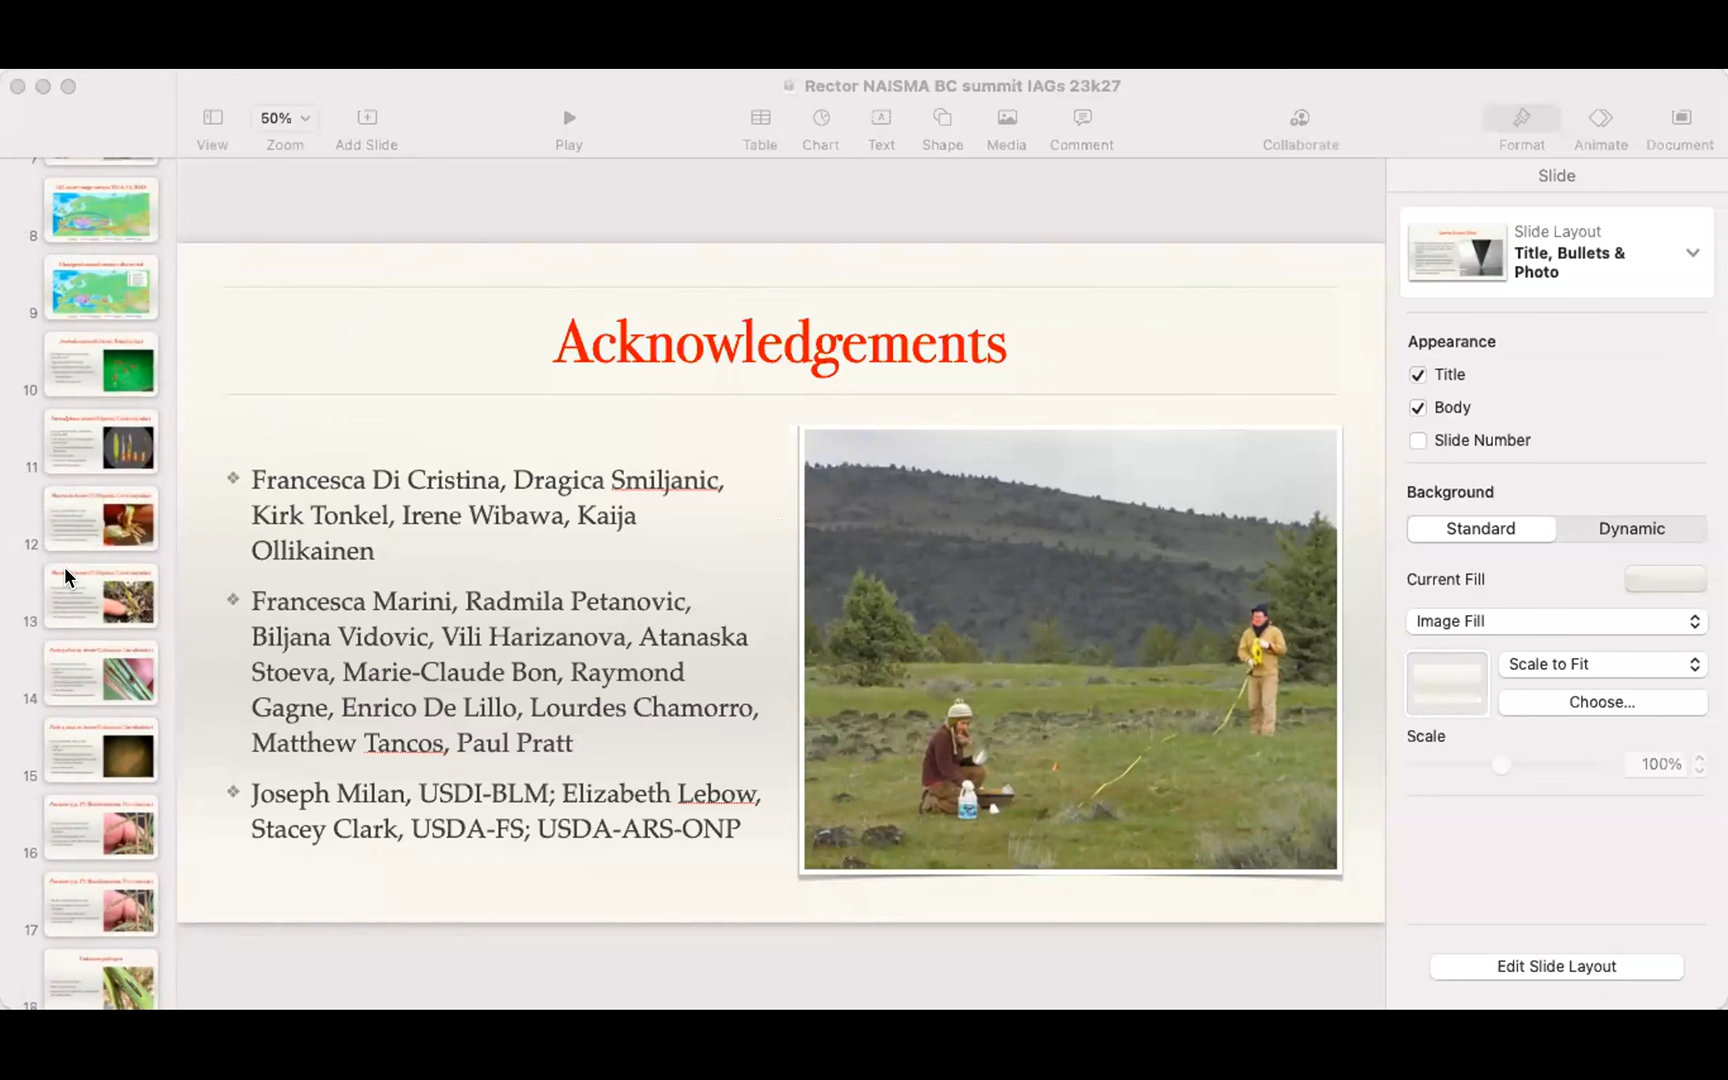 Rector NAISMA BC summit IAGs 23k27
50%
View
Zoom
Add Slide
Play
Table
Chart
Text
Shape
Media
Comment
Collaborate
Format
Animate
Document
7
8
9
10
11
12
13
14
15
16
17
18
Unknown pathogen
Acknowledgements
❖ Francesca Di Cristina, Dragica Smiljanic,
Kirk Tonkel, Irene Wibawa, Kaija
Ollikainen
❖ Francesca Marini, Radmila Petanovic,
Biljana Vidovic, Vili Harizanova, Atanaska
Stoeva, Marie-Claude Bon, Raymond
Gagne, Enrico De Lillo, Lourdes Chamorro,
Matthew Tancos, Paul Pratt
❖ Joseph Milan, USDI-BLM; Elizabeth Lebow,
Stacey Clark, USDA-FS; USDA-ARS-ONP
Slide
Slide Layout
Title, Bullets &
Photo
Appearance
Title
Body
Slide Number
Background
Standard
Dynamic
Current Fill
Image Fill
Scale to Fit
Choose...
Scale
100%
Edit Slide Layout